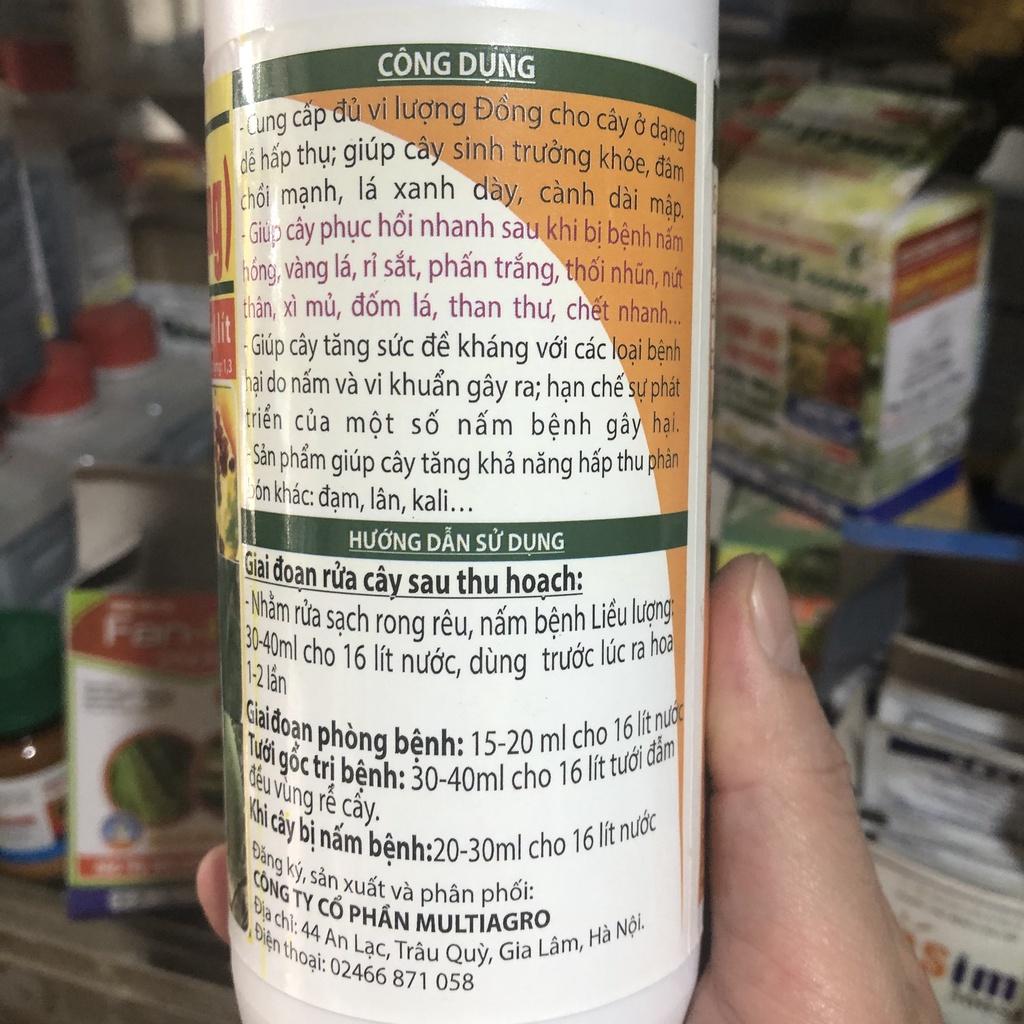 CÔNG DỤNG
- Cung cấp đủ vi lượng Đồng cho cây ở dạng
dễ hấp thụ; giúp cây sinh trưởng khỏe, đâm
chồi mạnh, lá xanh dày, cành dài mập.
- Giúp cây phục hồi nhanh sau khi bị bệnh nấm
hồng, vàng lá, rỉ sắt, phấn trắng, thối nhũn, nứt
thân, xì mủ, đốm lá, than thư, chết nhanh...
- Giúp cây tăng sức đề kháng với các loại bệnh
hại do nấm và vi khuẩn gây ra; hạn chế sự phát
triển của một số nấm bệnh gây hại.
- Sản phẩm giúp cây tăng khả năng hấp thu phân
bón khác: đạm, lân, kali...
HƯỚNG DẪN SỬ DỤNG
Giai đoạn rửa cây sau thu hoạch:
- Nhằm rửa sạch rong rêu, nấm bệnh Liều lượng:
30-40ml cho 16 lít nước, dùng trước lúc ra hoa
1-2 lần
Giai đoạn phòng bệnh: 15-20 ml cho 16 lít nước
Tưới gốc trị bệnh: 30-40ml cho 16 lít tưới đẫm
đều vùng rễ cây.
Khi cây bị nấm bệnh:20-30ml cho 16 lít nước
Đăng ký, sản xuất và phân phối:
CÔNG TY CỔ PHẦN MULTIAGRO
Địa chỉ: 44 An Lạc, Trâu Quỳ, Gia Lâm, Hà Nội.
Điện thoại: 02466 871 058
lít
1,3
Fan
sim